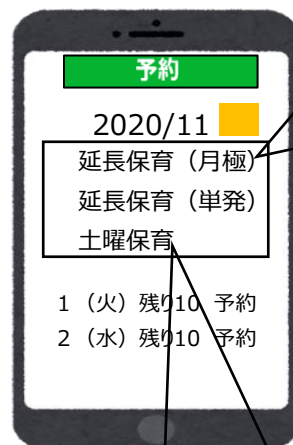 予約
2020/11
延長保育（月極）
延長保育（単発）
土曜保育
1（火）残り10 予約
2（水）残り10 予約